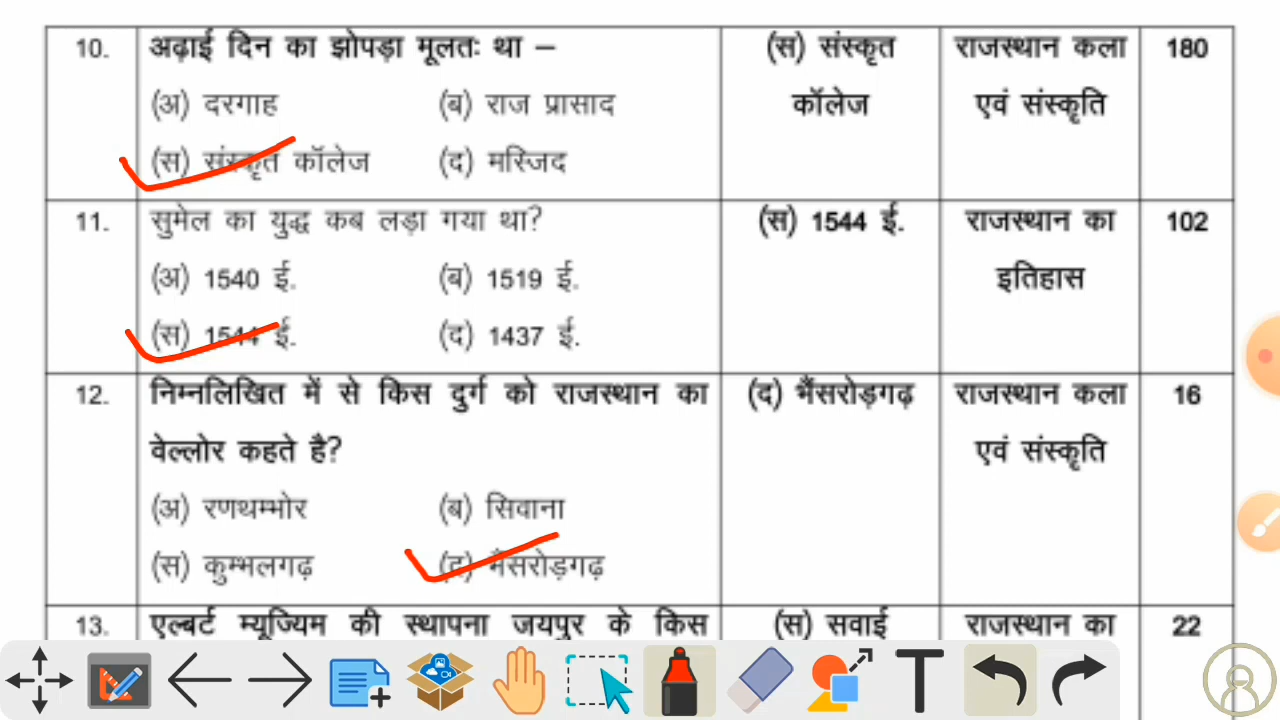 10. अढ़ाई दिन का झोपड़ा मूलतः था – (स) संस्कृत राजस्थान कला 180
(अ) दरगाह (ब) राज प्रासाद कॉलेज एवं संस्कृति
(स) संस्कृत कॉलेज (द) मस्जिद
11. सुमेल का युद्ध कब लड़ा गया था? (स) 1544 ई. राजस्थान का 102
(अ) 1540 ई. (ब) 1519 ई. इतिहास
(स) 1544 ई. (द) 1437 ई.
12. निम्नलिखित में से किस दुर्ग को राजस्थान का (द) भैंसरोड़गढ़ राजस्थान कला 16
वेल्लोर कहते है? एवं संस्कृति
(अ) रणथम्भोर (ब) सिवाना
(स) कुम्भलगढ़ (द) भैंसरोड़गढ़
13. एल्बर्ट म्यूज्यिम की स्थापना जयपुर के किस (स) सवाई राजस्थान का 22
T